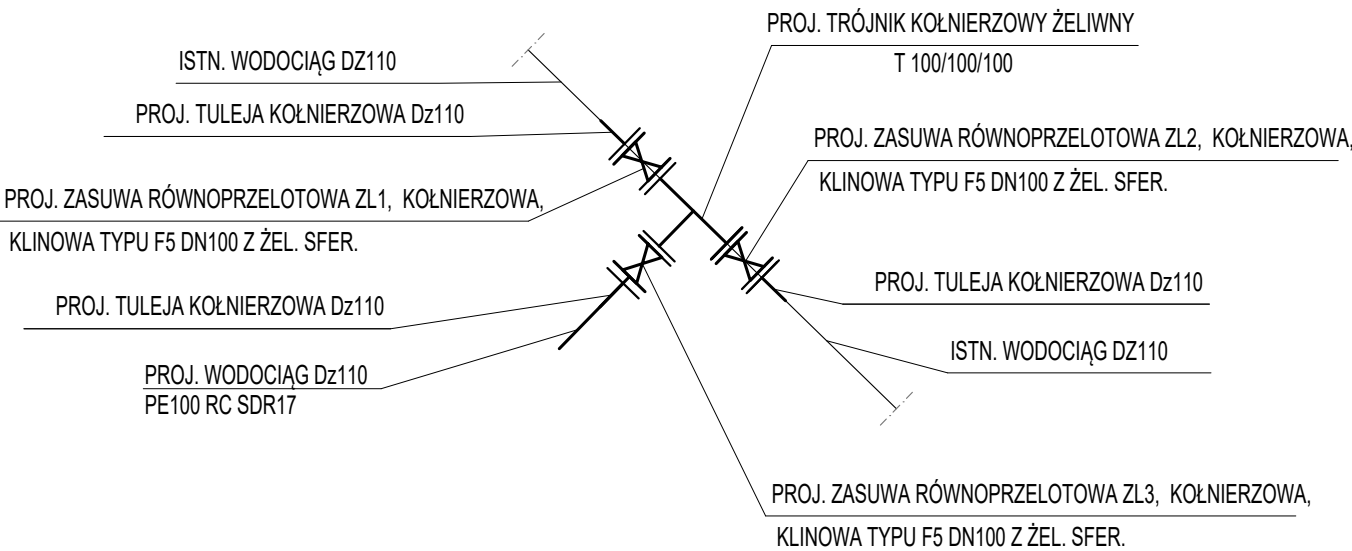 PROJ. TRÓJNIK KOŁNIERZOWY ŻELIWNY
T 100/100/100
ISTN. WODOCIĄG DZ110
PROJ. TULEJA KOŁNIERZOWA Dz110
PROJ. ZASUWA RÓWNOPRZELOTOWA ZL2, KOŁNIERZOWA,
KLINOWA TYPU F5 DN100 Z ŻEL. SFER.
PROJ. ZASUWA RÓWNOPRZELOTOWA ZL1, KOŁNIERZOWA,
KLINOWA TYPU F5 DN100 Z ŻEL. SFER.
PROJ. TULEJA KOŁNIERZOWA Dz110
PROJ. TULEJA KOŁNIERZOWA Dz110
ISTN. WODOCIĄG DZ110
PROJ. WODOCIĄG Dz110
PE100 RC SDR17
PROJ. ZASUWA RÓWNOPRZELOTOWA ZL3, KOŁNIERZOWA,
KLINOWA TYPU F5 DN100 Z ŻEL. SFER.